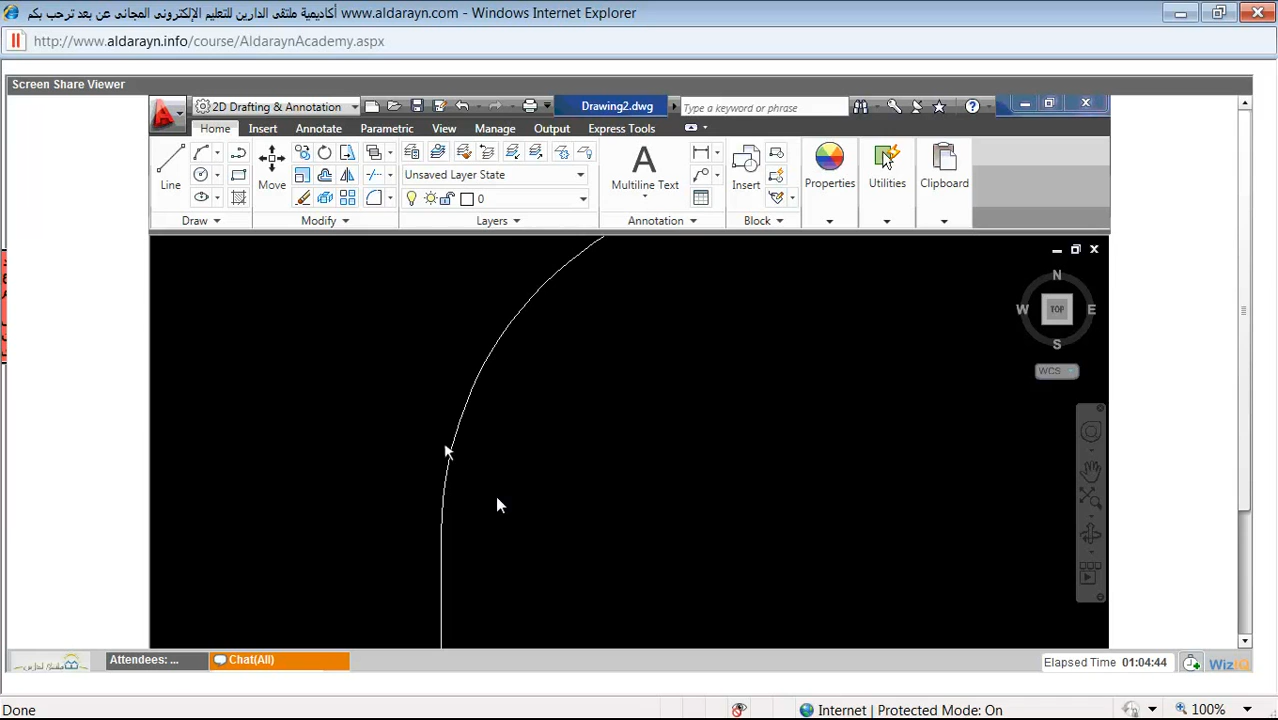 أكاديمية ملتقى الدارين للتعليم الإلكترونى المجانى عن بعد ترحب بكم www.aldarayn.com - Windows Internet Explorer
http://www.aldarayn.info/course/AldaraynAcademy.aspx
Screen Share Viewer
2D Drafting & Annotation
Drawing2.dwg
Type a keyword or phrase
Home Insert Annotate Parametric View Manage Output Express Tools
Line
Move
Unsaved Layer State
0
Multiline Text
Insert
Properties
Utilities
Clipboard
Draw
Modify
Layers
Annotation
Block
N
W TOP E
S
WCS
Attendees: ...
Chat(All)
Elapsed Time 01:04:44
WizIQ
Done
Internet | Protected Mode: On
100%